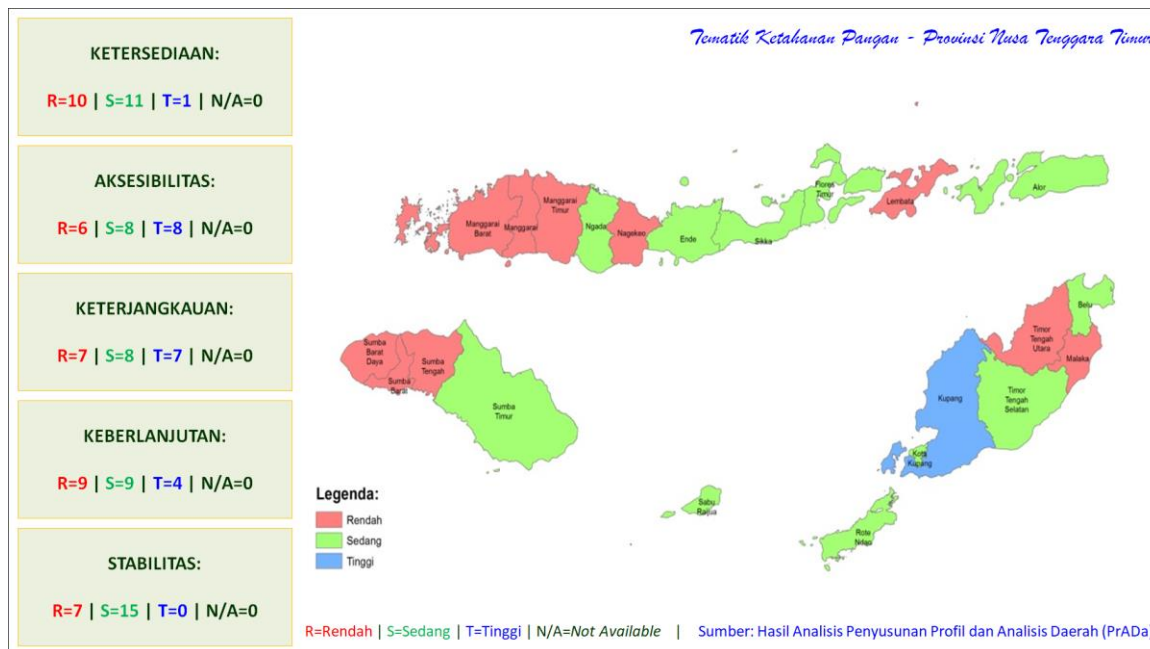 Tematik Ketahanan Pangan - Provinsi Nusa Tenggara Timur
KETERSEDIAAN:
R=10 | S=11 | T=1 | N/A=0
AKSESIBILITAS:
R=6 | S=8 | T=8 | N/A=0
KETERJANGKAUAN:
R=7 | S=8 | T=7 | N/A=0
KEBERLANJUTAN:
R=9 | S=9 | T=4 | N/A=0
STABILITAS:
R=7 | S=15 | T=0 | N/A=0
Manggarai
Barat
Manggarai
Manggarai
Timur
Ngada
Nagekeo
Ende
Sikka
Flores
Timur
Lembata
Alor
Sumba
Barat
Daya
Sumba
Barat
Sumba
Tengah
Sumba
Timur
Sabu
Raijua
Rote
Ndao
Kota
Kupang
Kupang
Timor
Tengah
Selatan
Timor
Tengah
Utara
Belu
Malaka
Legenda:
Rendah
Sedang
Tinggi
R=Rendah | S=Sedang | T=Tinggi | N/A=Not Available | Sumber: Hasil Analisis Penyusunan Profil dan Analisis Daerah (PrADa)